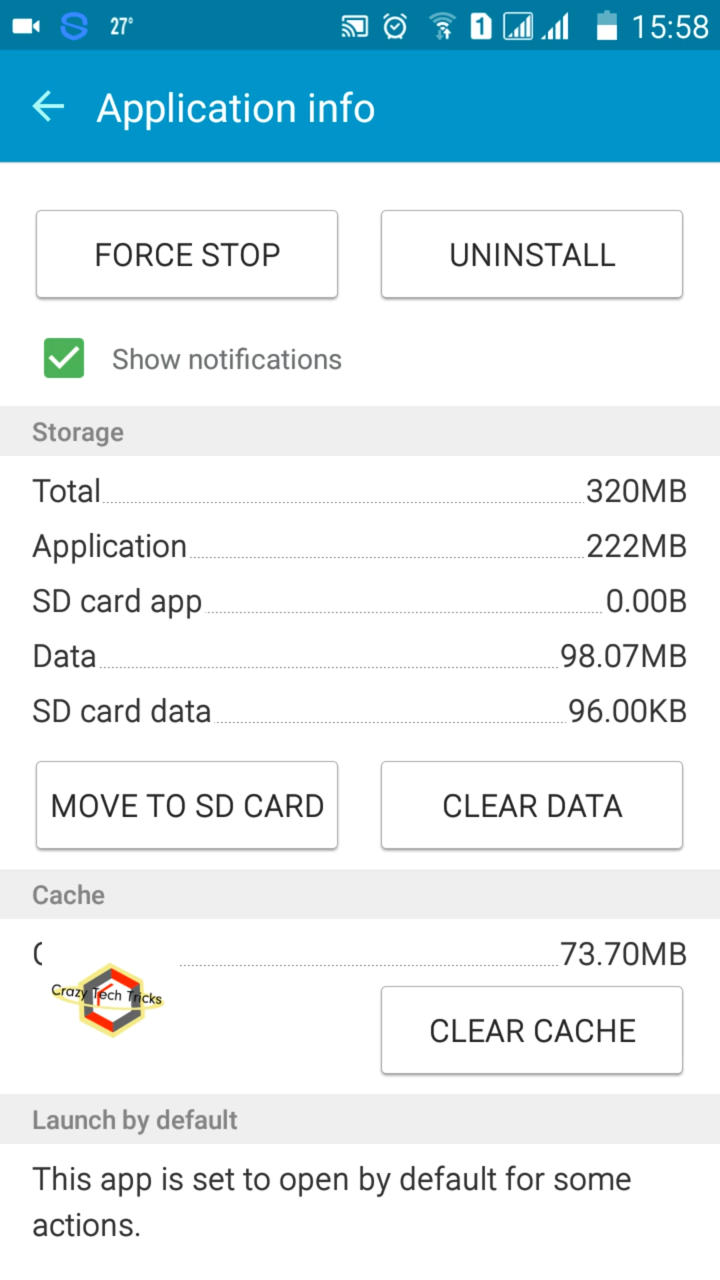 27° 1 15:58
Application info
FORCE STOP UNINSTALL
Show notifications
Storage
Total 320MB
Application 222MB
SD card app 0.00B
Data 98.07MB
SD card data 96.00KB
MOVE TO SD CARD CLEAR DATA
Cache
73.70MB
Crazy Tech Tricks
CLEAR CACHE
Launch by default
This app is set to open by default for some
actions.